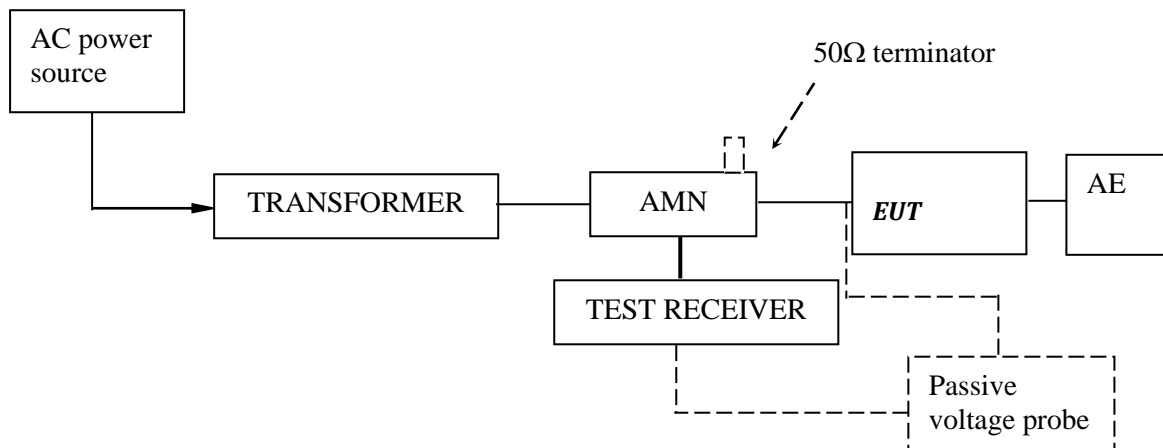 AC power
source
50Ω terminator
TRANSFORMER
AMN
EUT
AE
TEST RECEIVER
Passive
voltage probe